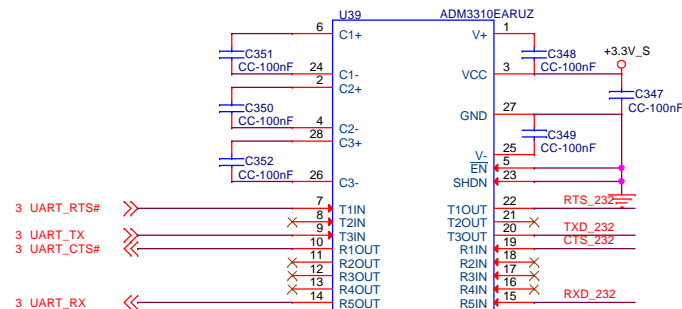 U39 ADM3310EARUZ
6 C1+ V+ 1
C351
CC-100nF
C348
CC-100nF
+3.3V_S
24 C1- VCC 3
2 C2+
C347
CC-100nF
C350
CC-100nF
GND 27
4 C2-
28 C3+
C349
CC-100nF
C352
CC-100nF
V- 25
EN 5
26 C3- SHDN 23
3 UART_RTS# 7 T1IN T1OUT 22 RTS_232
8 T2IN T2OUT 21
3 UART_TX 9 T3IN T3OUT 20 TXD_232
3 UART_CTS# 10 R1OUT R1IN 19 CTS_232
11 R2OUT R2IN 18
12 R3OUT R3IN 17
13 R4OUT R4IN 16
3 UART_RX 14 R5OUT R5IN 15 RXD_232